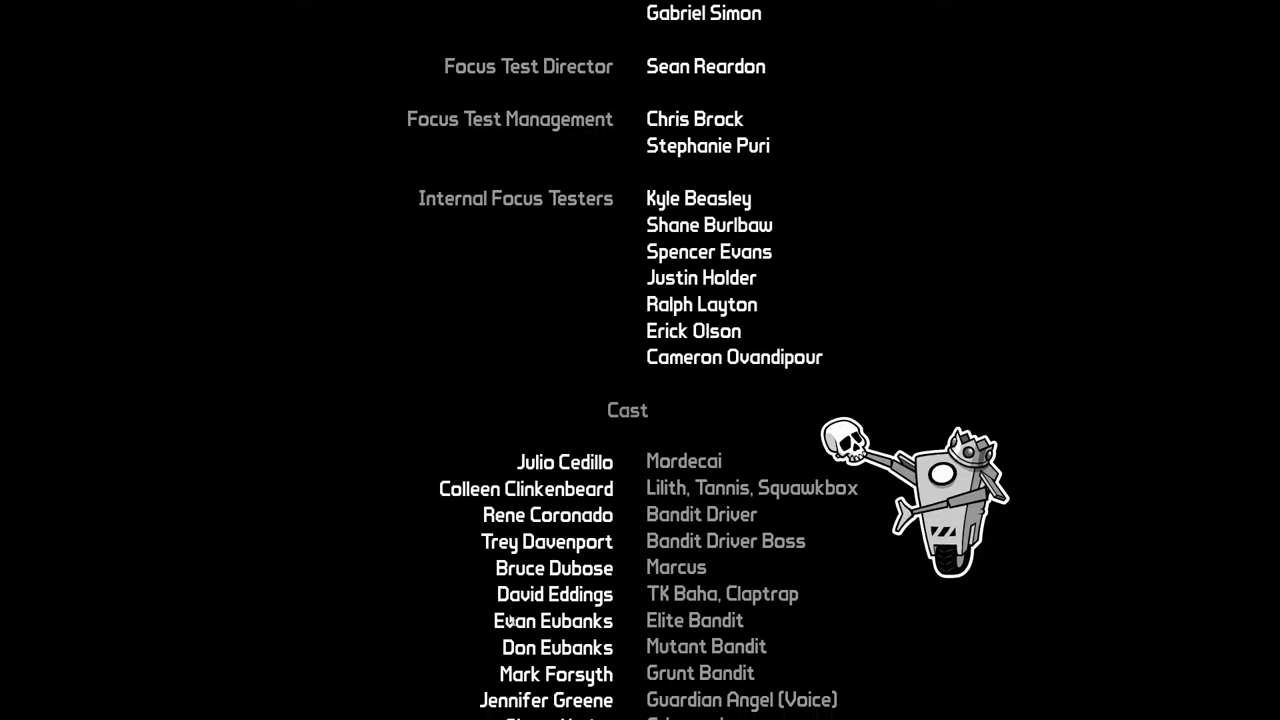 Gabriel Simon
Focus Test Director Sean Reardon
Focus Test Management Chris Brock
Stephanie Puri
Internal Focus Testers Kyle Beasley
Shane Burlbaw
Spencer Evans
Justin Holder
Ralph Layton
Erick Olson
Cameron Ovandipour
Cast
Julio Cedillo Mordecai
Colleen Clinkenbeard Lilith, Tannis, Squawkbox
Rene Coronado Bandit Driver
Trey Davenport Bandit Driver Boss
Bruce Dubose Marcus
David Eddings TK Baha, Claptrap
Evan Eubanks Elite Bandit
Don Eubanks Mutant Bandit
Mark Forsyth Grunt Bandit
Jennifer Greene Guardian Angel (Voice)